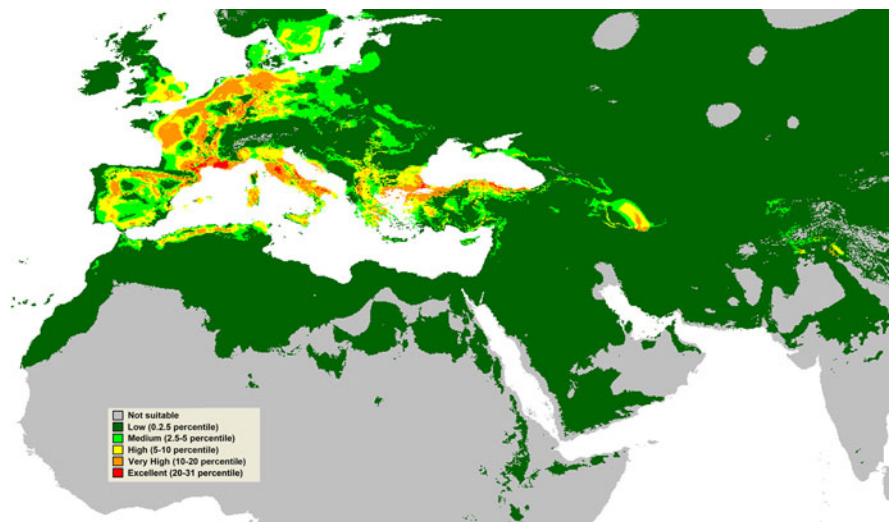 Not suitable
Low (0.2.5 percentile)
Medium (2.5-5 percentile)
High (5-10 percentile)
Very High (10-20 percentile)
Excellent (20-31 percentile)